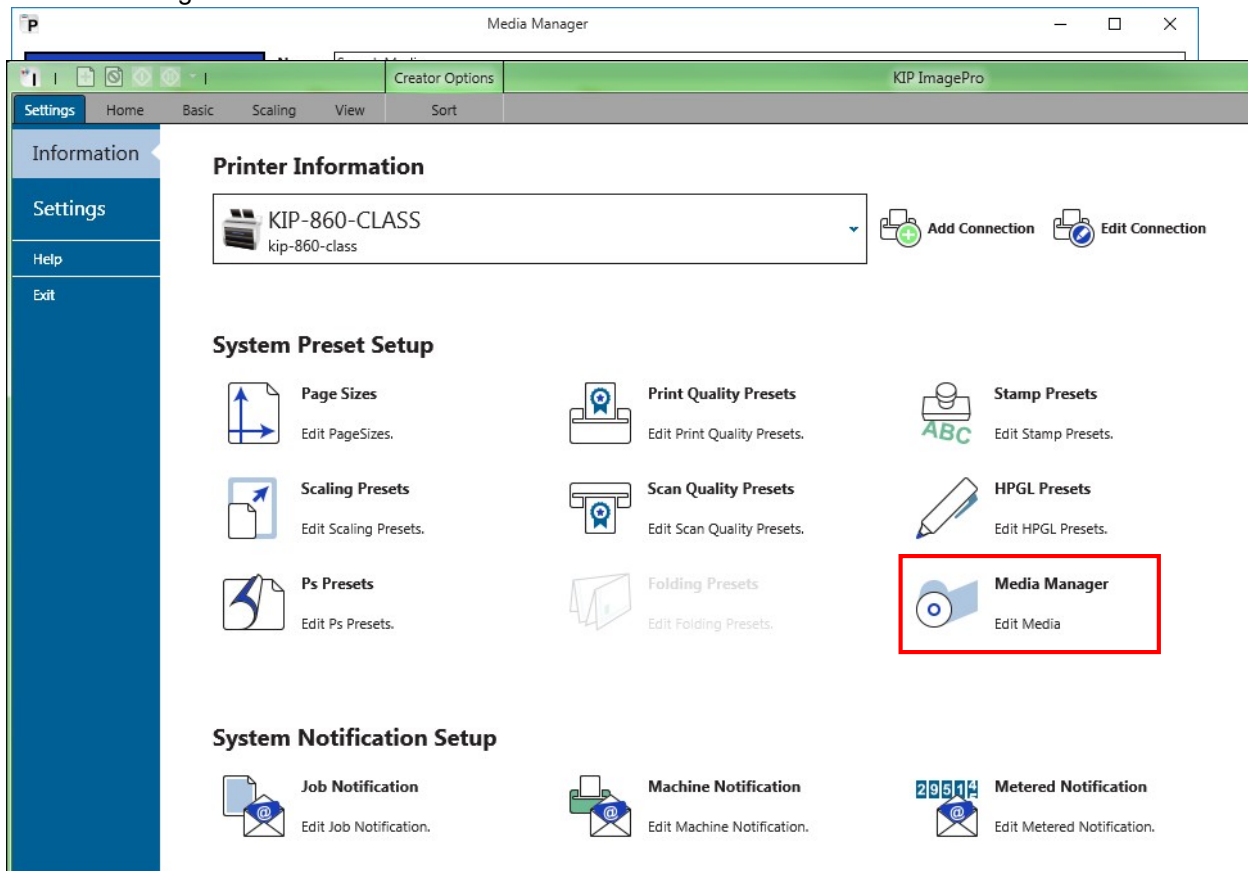 P
Media Manager
Creator Options
KIP ImagePro
Settings Home Basic Scaling View Sort
Information
Printer Information
Settings
KIP-860-CLASS
kip-860-class
Add Connection
Edit Connection
Help
Exit
System Preset Setup
Page Sizes
Edit PageSizes.
Print Quality Presets
Edit Print Quality Presets.
Stamp Presets
ABC
Edit Stamp Presets.
Scaling Presets
Edit Scaling Presets.
Scan Quality Presets
Edit Scan Quality Presets.
HPGL Presets
Edit HPGL Presets.
Ps Presets
Edit Ps Presets.
Folding Presets
Edit Folding Presets.
Media Manager
Edit Media
System Notification Setup
Job Notification
@
Edit Job Notification.
Machine Notification
@
Edit Machine Notification.
Metered Notification
@
Edit Metered Notification.